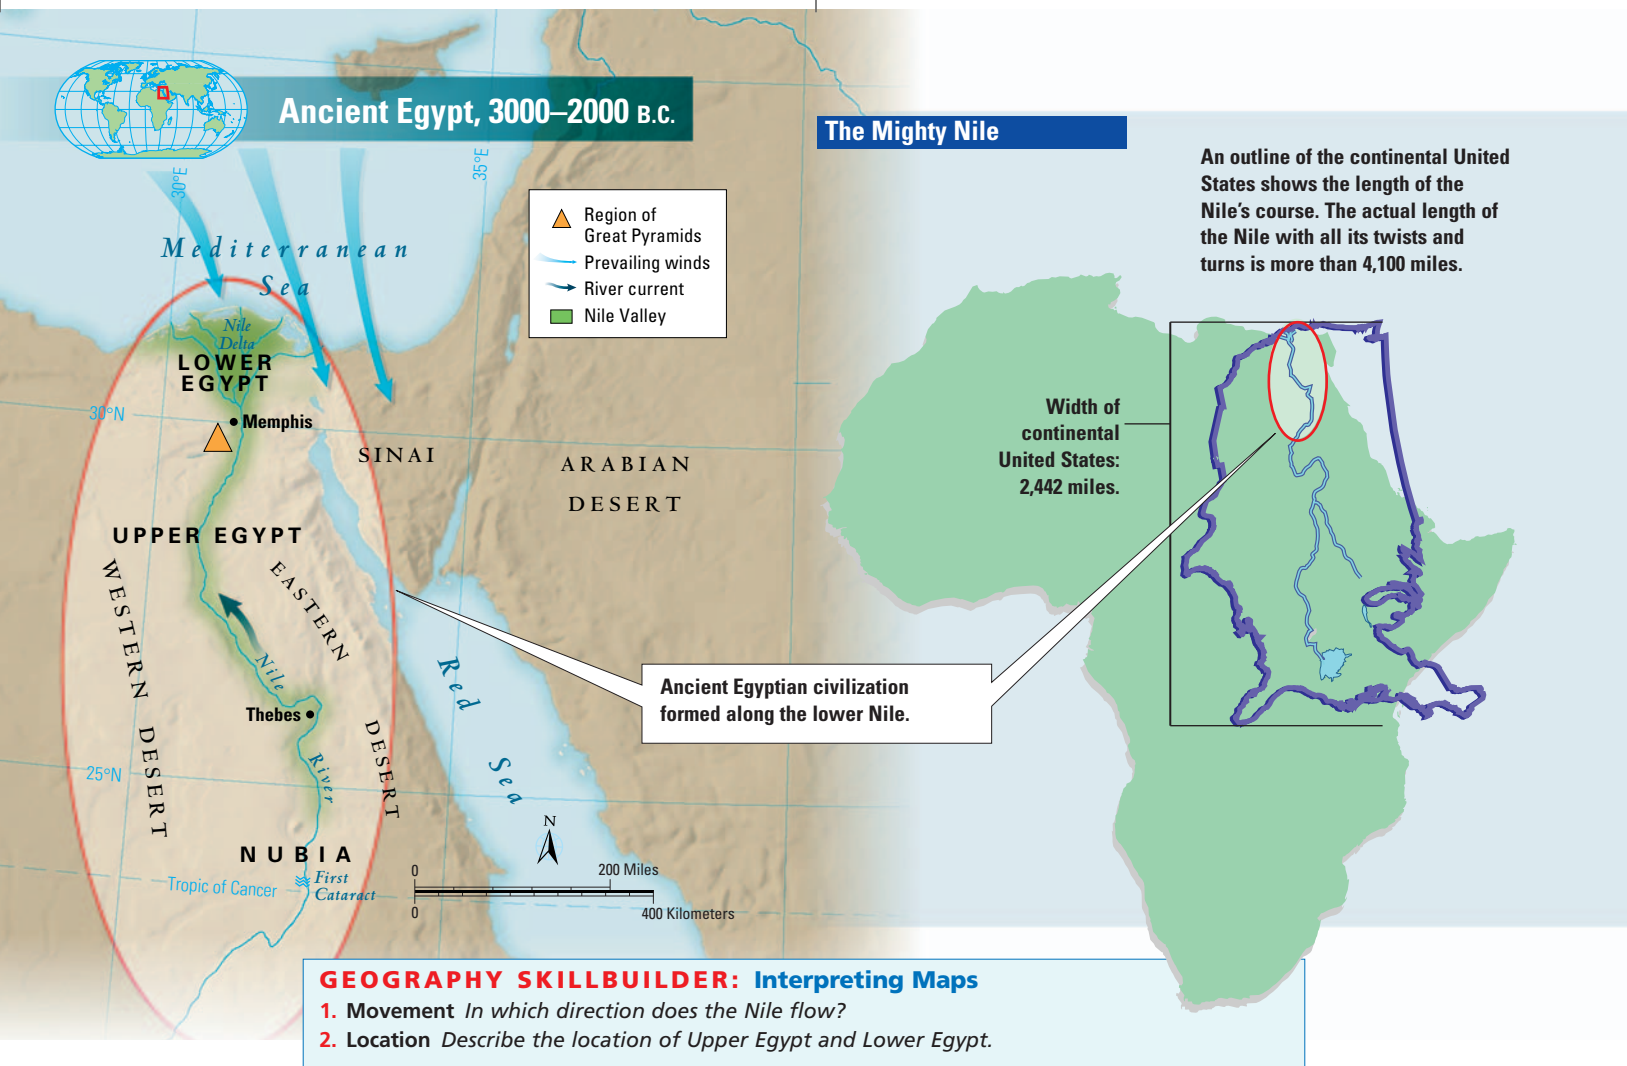 Ancient Egypt, 3000–2000 B.C.
30°E
35°E
Mediterranean
Sea
Region of
Great Pyramids
Prevailing winds
River current
Nile Valley
Nile
Delta
LOWER
EGYPT
30°N
Memphis
SINAI
ARABIAN
DESERT
UPPER EGYPT
WESTERN DESERT
EASTERN DESERT
Nile River
Thebes
Red Sea
25°N
NUBIA
Tropic of Cancer
First
Cataract
N
0
200 Miles
0
400 Kilometers
The Mighty Nile
An outline of the continental United
States shows the length of the
Nile’s course. The actual length of
the Nile with all its twists and
turns is more than 4,100 miles.
Width of
continental
United States:
2,442 miles.
Ancient Egyptian civilization
formed along the lower Nile.
GEOGRAPHY SKILLBUILDER: Interpreting Maps
1. Movement In which direction does the Nile flow?
2. Location Describe the location of Upper Egypt and Lower Egypt.